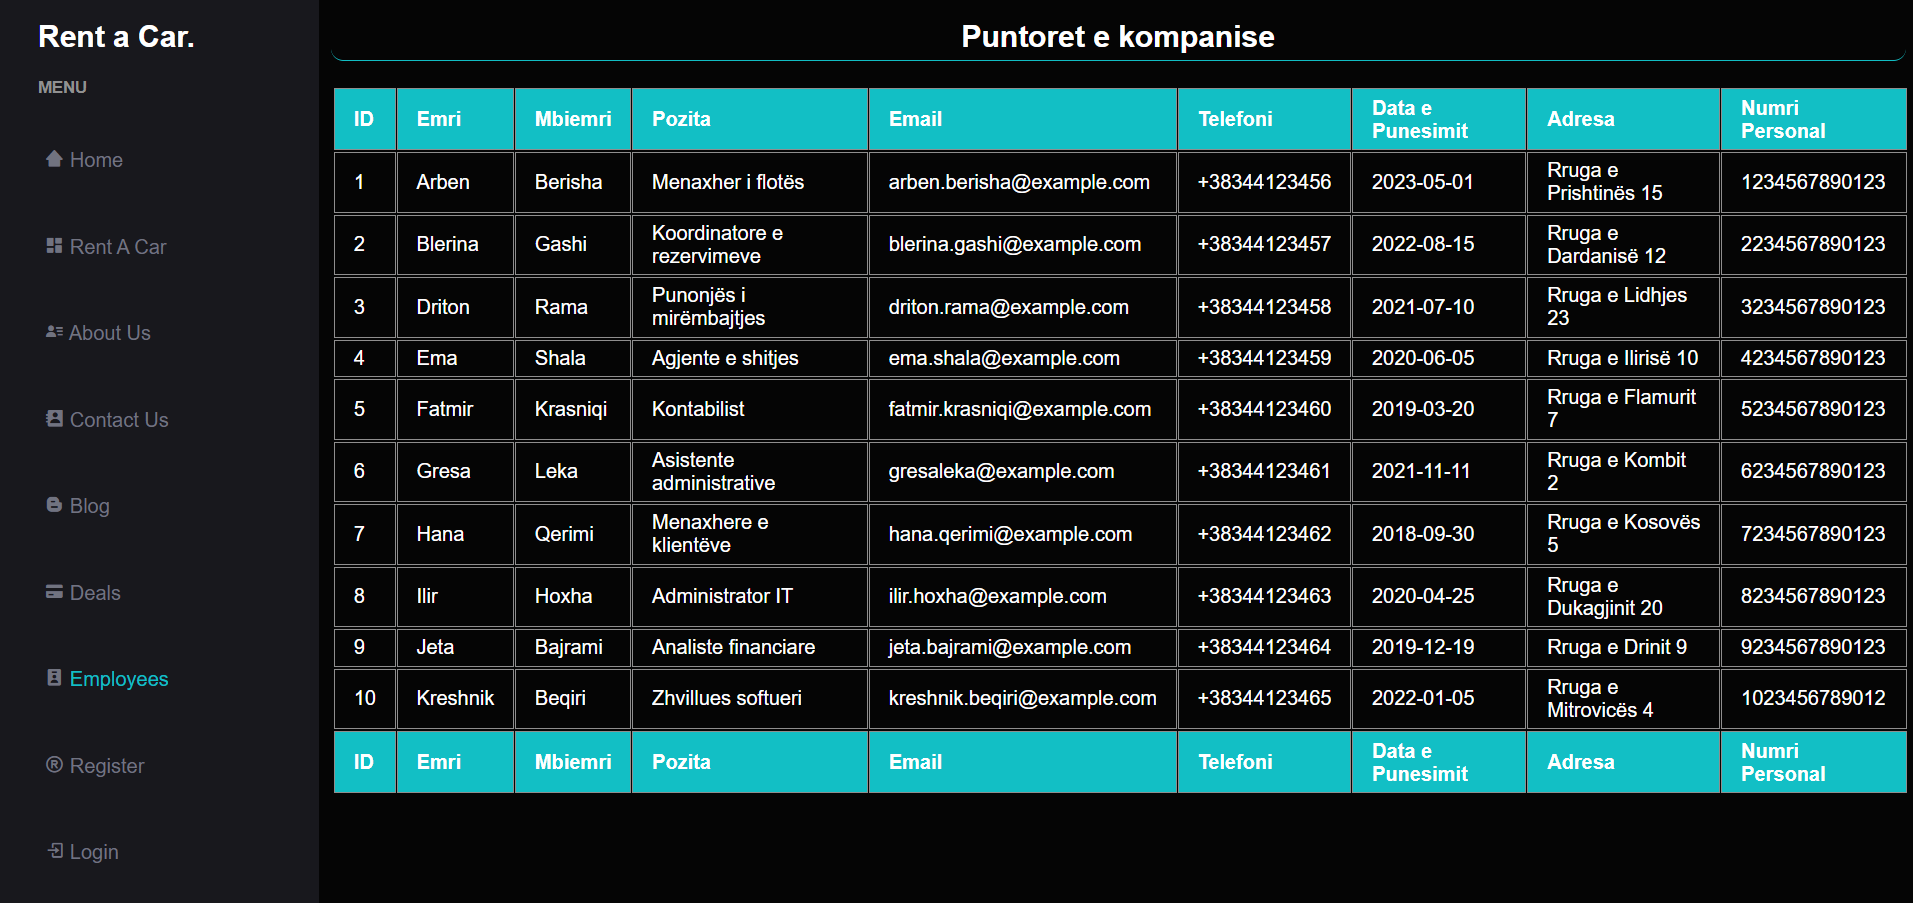 Rent a Car.
MENU
Home
Rent A Car
About Us
Contact Us
Blog
Deals
Employees
Register
Login
Puntoret e kompanise
ID Emri Mbiemri Pozita Email Telefoni Data e Punesimit Adresa Numri Personal
1 Arben Berisha Menaxher i flotës arben.berisha@example.com +38344123456 2023-05-01 Rruga e Prishtinës 15 1234567890123
2 Blerina Gashi Koordinatore e rezervimeve blerina.gashi@example.com +38344123457 2022-08-15 Rruga e Dardanisë 12 2234567890123
3 Driton Rama Punonjës i mirëmbajtjes driton.rama@example.com +38344123458 2021-07-10 Rruga e Lidhjes 23 3234567890123
4 Ema Shala Agjente e shitjes ema.shala@example.com +38344123459 2020-06-05 Rruga e Ilirisë 10 4234567890123
5 Fatmir Krasniqi Kontabilist fatmir.krasniqi@example.com +38344123460 2019-03-20 Rruga e Flamurit 7 5234567890123
6 Gresa Leka Asistente administrative gresaleka@example.com +38344123461 2021-11-11 Rruga e Kombit 2 6234567890123
7 Hana Qerimi Menaxhere e klientëve hana.qerimi@example.com +38344123462 2018-09-30 Rruga e Kosovës 5 7234567890123
8 Ilir Hoxha Administrator IT ilir.hoxha@example.com +38344123463 2020-04-25 Rruga e Dukagjinit 20 8234567890123
9 Jeta Bajrami Analiste financiare jeta.bajrami@example.com +38344123464 2019-12-19 Rruga e Drinit 9 9234567890123
10 Kreshnik Beqiri Zhvillues softueri kreshnik.beqiri@example.com +38344123465 2022-01-05 Rruga e Mitrovicës 4 1023456789012
ID Emri Mbiemri Pozita Email Telefoni Data e Punesimit Adresa Numri Personal